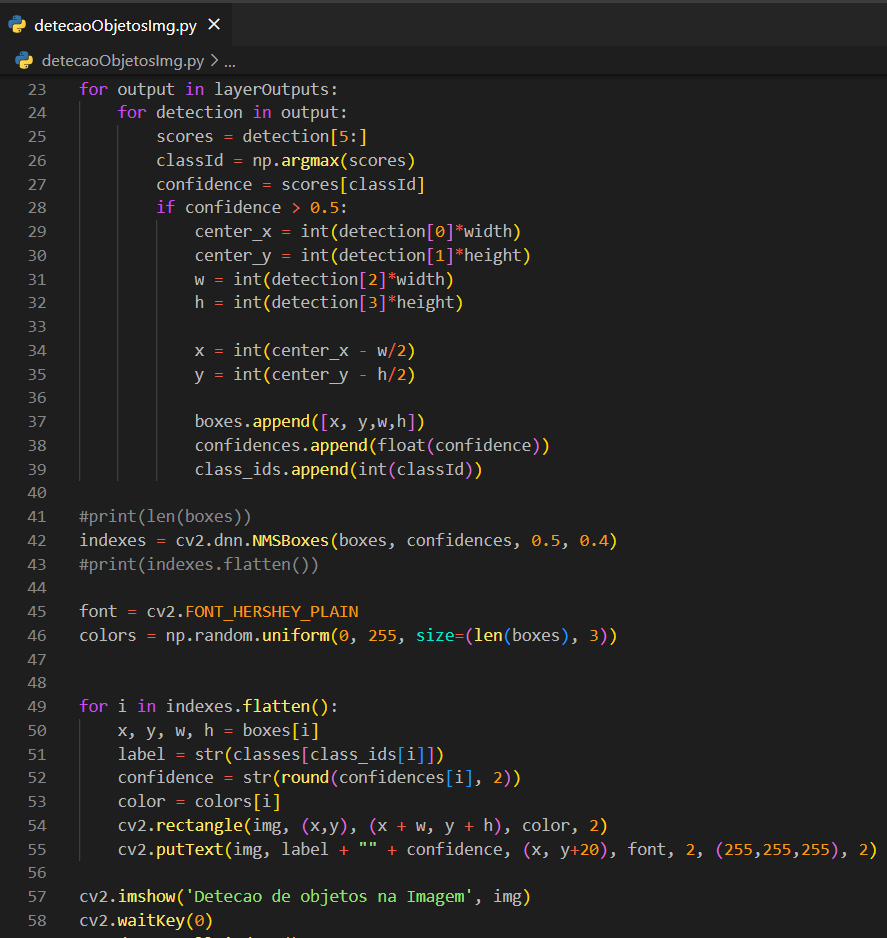 detecaoObjetosImg.py ×
detecaoObjetosImg.py > ...
23 for output in layerOutputs:
24     for detection in output:
25         scores = detection[5:]
26         classId = np.argmax(scores)
27         confidence = scores[classId]
28         if confidence > 0.5:
29             center_x = int(detection[0]*width)
30             center_y = int(detection[1]*height)
31             w = int(detection[2]*width)
32             h = int(detection[3]*height)
33
34             x = int(center_x - w/2)
35             y = int(center_y - h/2)
36
37             boxes.append([x, y,w,h])
38             confidences.append(float(confidence))
39             class_ids.append(int(classId))
40
41 #print(len(boxes))
42 indexes = cv2.dnn.NMSBoxes(boxes, confidences, 0.5, 0.4)
43 #print(indexes.flatten())
44
45 font = cv2.FONT_HERSHEY_PLAIN
46 colors = np.random.uniform(0, 255, size=(len(boxes), 3))
47
48
49 for i in indexes.flatten():
50     x, y, w, h = boxes[i]
51     label = str(classes[class_ids[i]])
52     confidence = str(round(confidences[i], 2))
53     color = colors[i]
54     cv2.rectangle(img, (x,y), (x + w, y + h), color, 2)
55     cv2.putText(img, label + "" + confidence, (x, y+20), font, 2, (255,255,255), 2)
56
57 cv2.imshow('Detecao de objetos na Imagem', img)
58 cv2.waitKey(0)